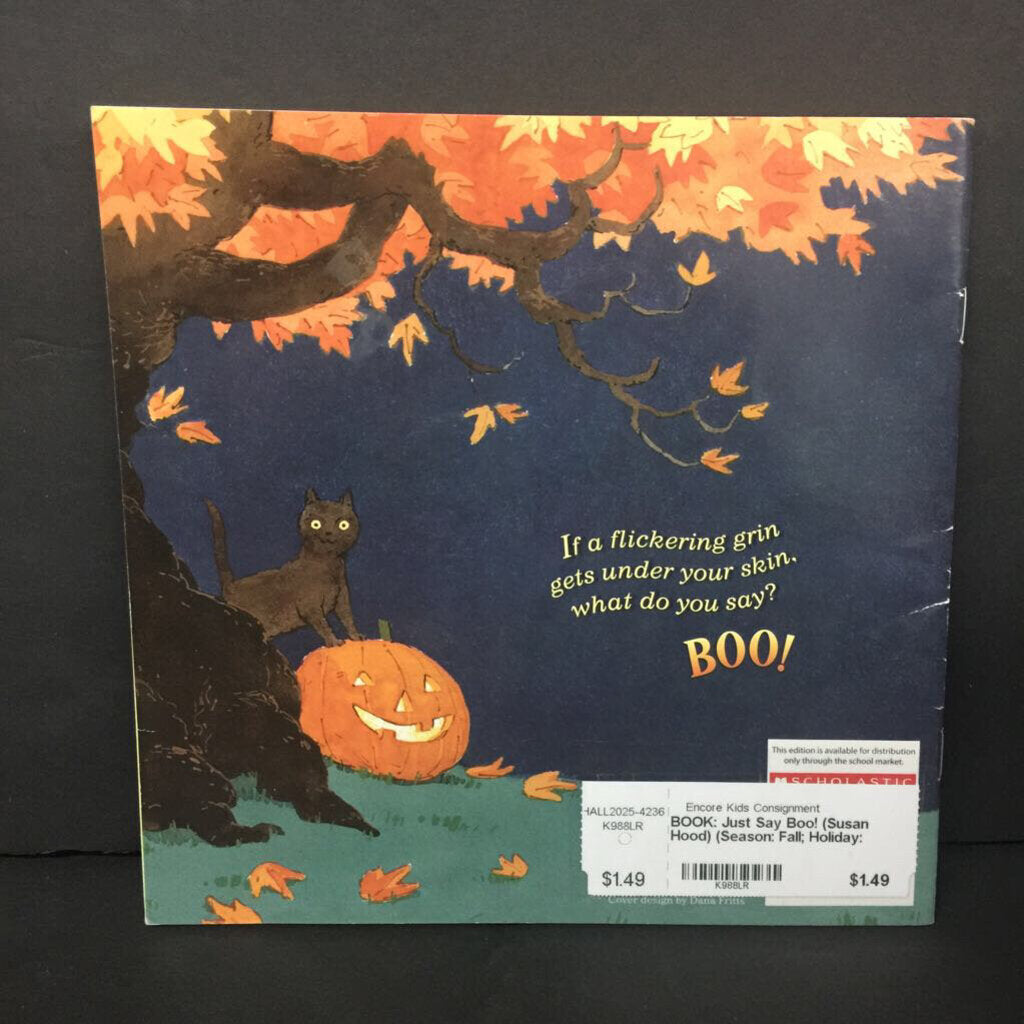 If a flickering grin
gets under your skin,
what do you say?
BOO!
This edition is available for distribution
only through the school market.
SCHOLASTIC
HALL2025-4236
K988LR
$1.49
Encore Kids Consignment
BOOK: Just Say Boo! (Susan
Hood) (Season: Fall; Holiday:
K988LR
$1.49
Cover design by Dana Fritts